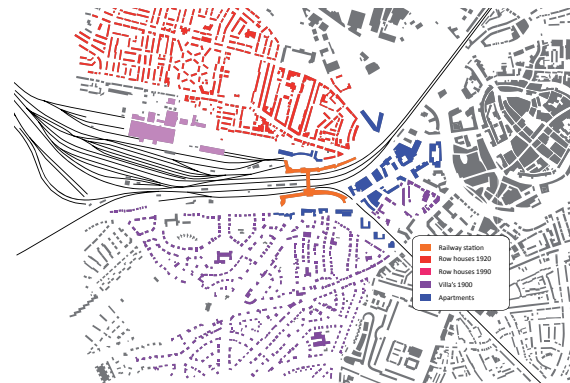 Railway station
Row houses 1920
Row houses 1990
Villa's 1900
Apartments